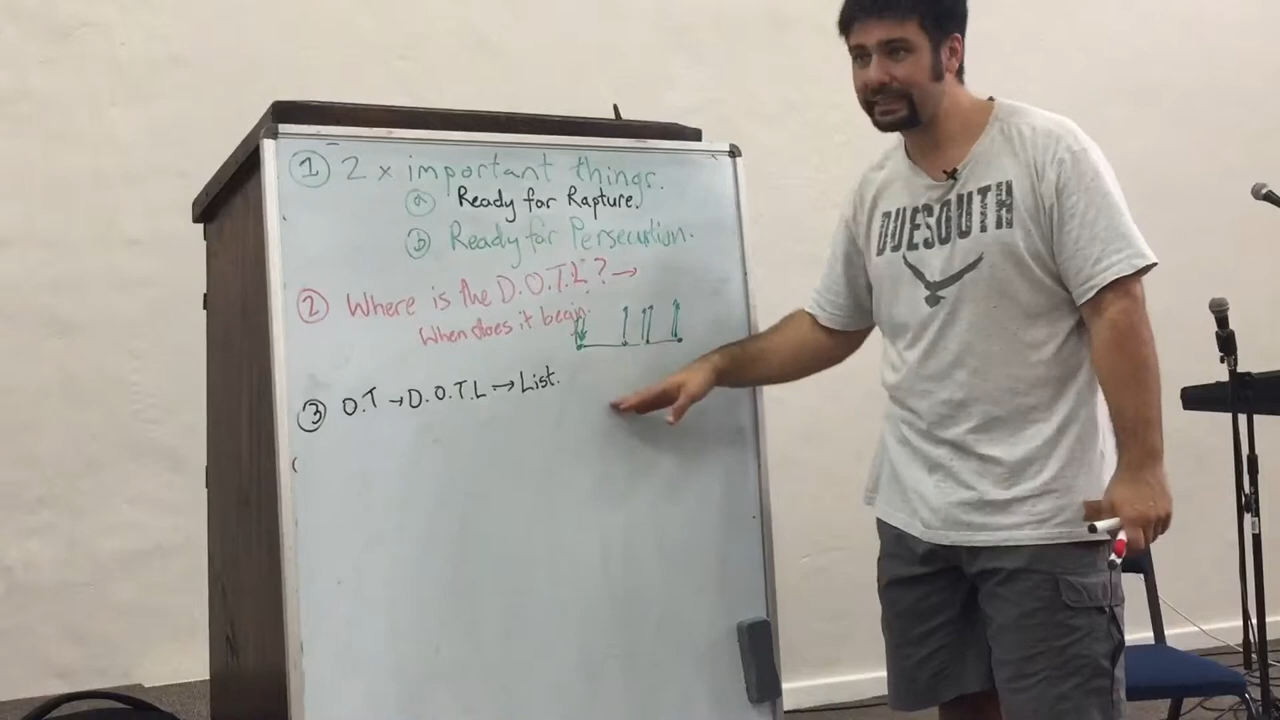 ① 2 x important things.
ⓐ Ready for Rapture.
ⓑ Ready for Persecution.
② Where is the D.O.T.L? →
When does it begin.
③ O.T → D.O.T.L → List.
DUESOUTH